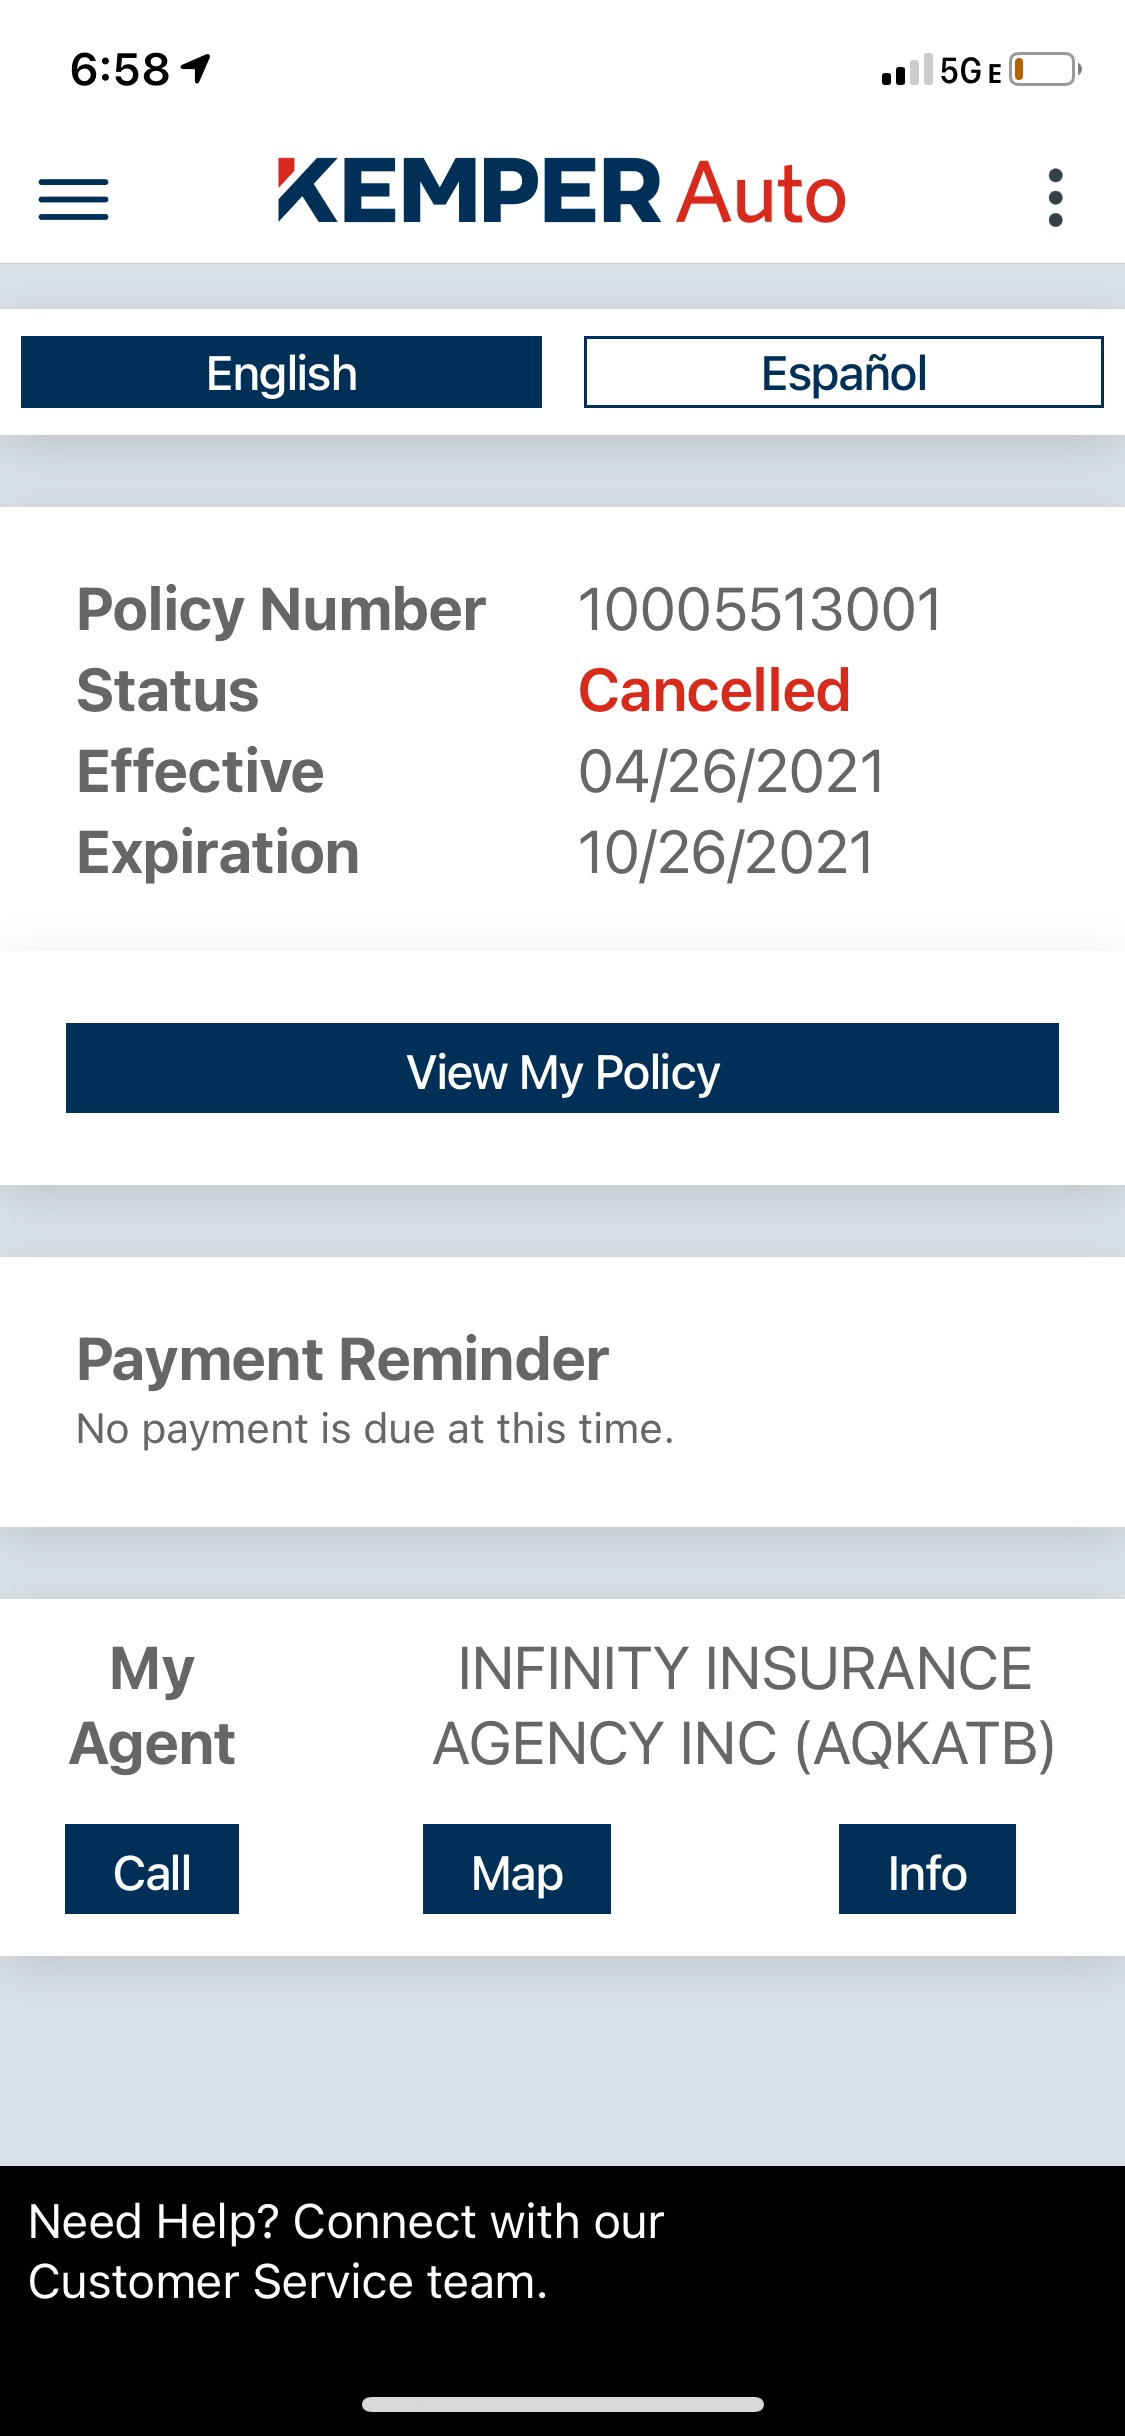 6:58
5G E
KEMPER Auto
English
Español
Policy Number 10005513001
Status Cancelled
Effective 04/26/2021
Expiration 10/26/2021
View My Policy
Payment Reminder
No payment is due at this time.
My Agent
INFINITY INSURANCE
AGENCY INC (AQKATB)
Call
Map
Info
Need Help? Connect with our
Customer Service team.